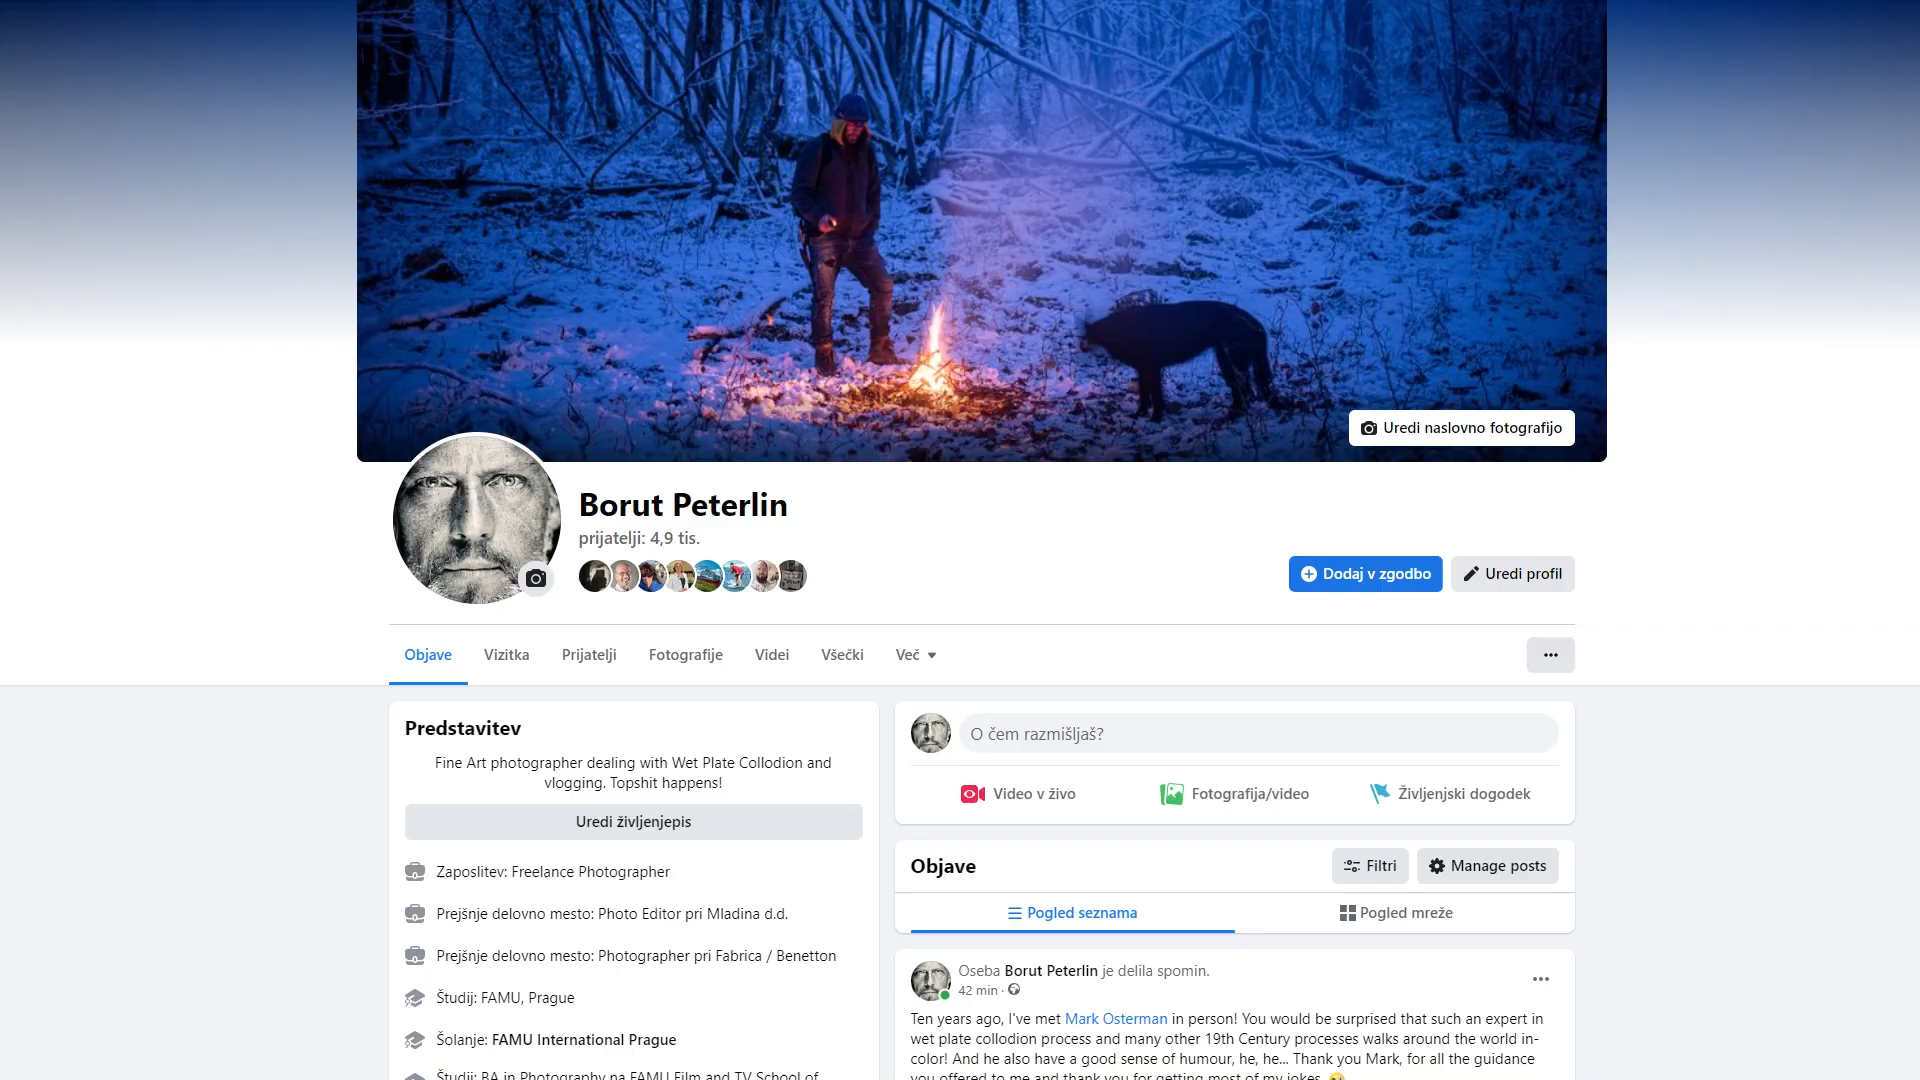 Uredi naslovno fotografijo
Borut Peterlin
prijatelji: 4,9 tis.
Dodaj v zgodbo
Uredi profil
Objave
Vizitka
Prijatelji
Fotografije
Videi
Všečki
Več
Predstavitev
Fine Art photographer dealing with Wet Plate Collodion and
vlogging. Topshit happens!
Uredi življenjepis
Zaposlitev: Freelance Photographer
Prejšnje delovno mesto: Photo Editor pri Mladina d.d.
Prejšnje delovno mesto: Photographer pri Fabrica / Benetton
Študij: FAMU, Prague
Šolanje: FAMU International Prague
Študij: BA in Photography na FAMU Film and TV School of
O čem razmišljaš?
Video v živo
Fotografija/video
Življenjski dogodek
Objave
Filtri
Manage posts
Pogled seznama
Pogled mreže
Oseba Borut Peterlin je delila spomin.
42 min ·
Ten years ago, I've met Mark Osterman in person! You would be surprised that such an expert in
wet plate collodion process and many other 19th Century processes walks around the world in-
color! And he also have a good sense of humour, he, he... Thank you Mark, for all the guidance
you offered to me and thank you for getting most of my jokes.